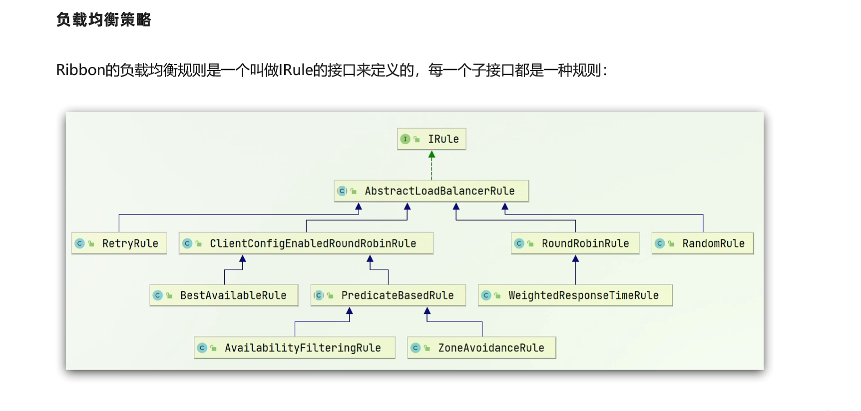 负载均衡策略
Ribbon的负载均衡规则是一个叫做IRule的接口来定义的，每一个子接口都是一种规则：
I IRule
C AbstractLoadBalancerRule
C RetryRule C ClientConfigEnabledRoundRobinRule C RoundRobinRule C RandomRule
C BestAvailableRule C PredicateBasedRule C WeightedResponseTimeRule
C AvailabilityFilteringRule C ZoneAvoidanceRule